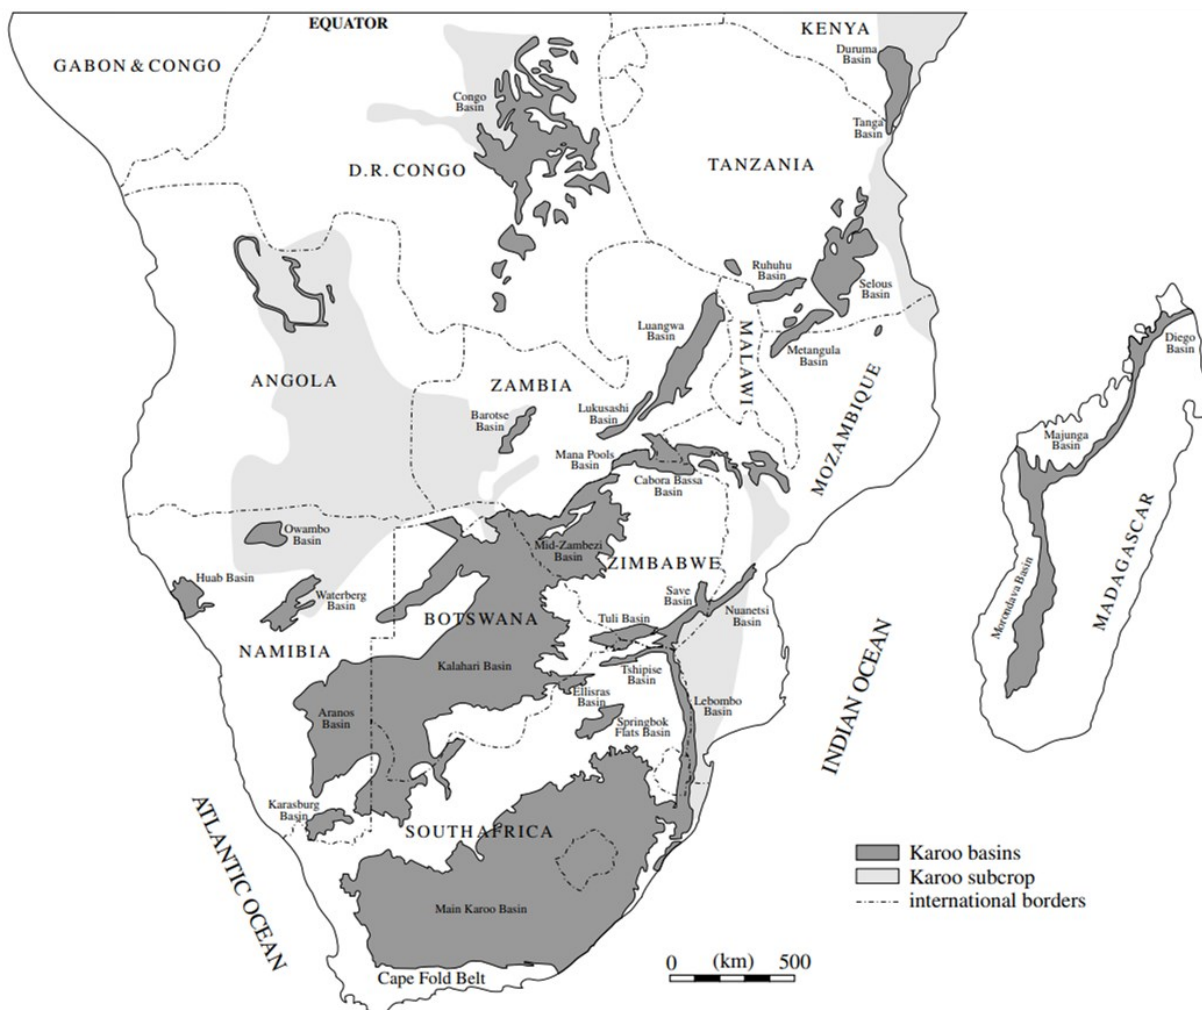 EQUATOR
KENYA
GABON & CONGO
Duruma
Basin
Congo
Basin
Tanga
Basin
D.R. CONGO
TANZANIA
Ruhuhu
Basin
Selous
Basin
Luangwa
Basin
MALAWI
Metangula
Basin
Diego
Basin
ANGOLA
ZAMBIA
Barotse
Basin
Lukusashi
Basin
MOZAMBIQUE
Majunga
Basin
Mana Pools
Basin
Cabora Bassa
Basin
MADAGASCAR
Owambo
Basin
Mid-Zambezi
Basin
ZIMBABWE
Huab Basin
Waterberg
Basin
Save
Basin
Nuanetsi
Basin
Morondava Basin
BOTSWANA
Tuli Basin
NAMIBIA
Kalahari Basin
Tshipise
Basin
Ellisras
Basin
Lebombo
Basin
INDIAN OCEAN
Aranos
Basin
Springbok
Flats Basin
Karasburg
Basin
SOUTHAFRICA
ATLANTIC OCEAN
Karoo basins
Karoo subcrop
international borders
Main Karoo Basin
Cape Fold Belt
0 (km) 500